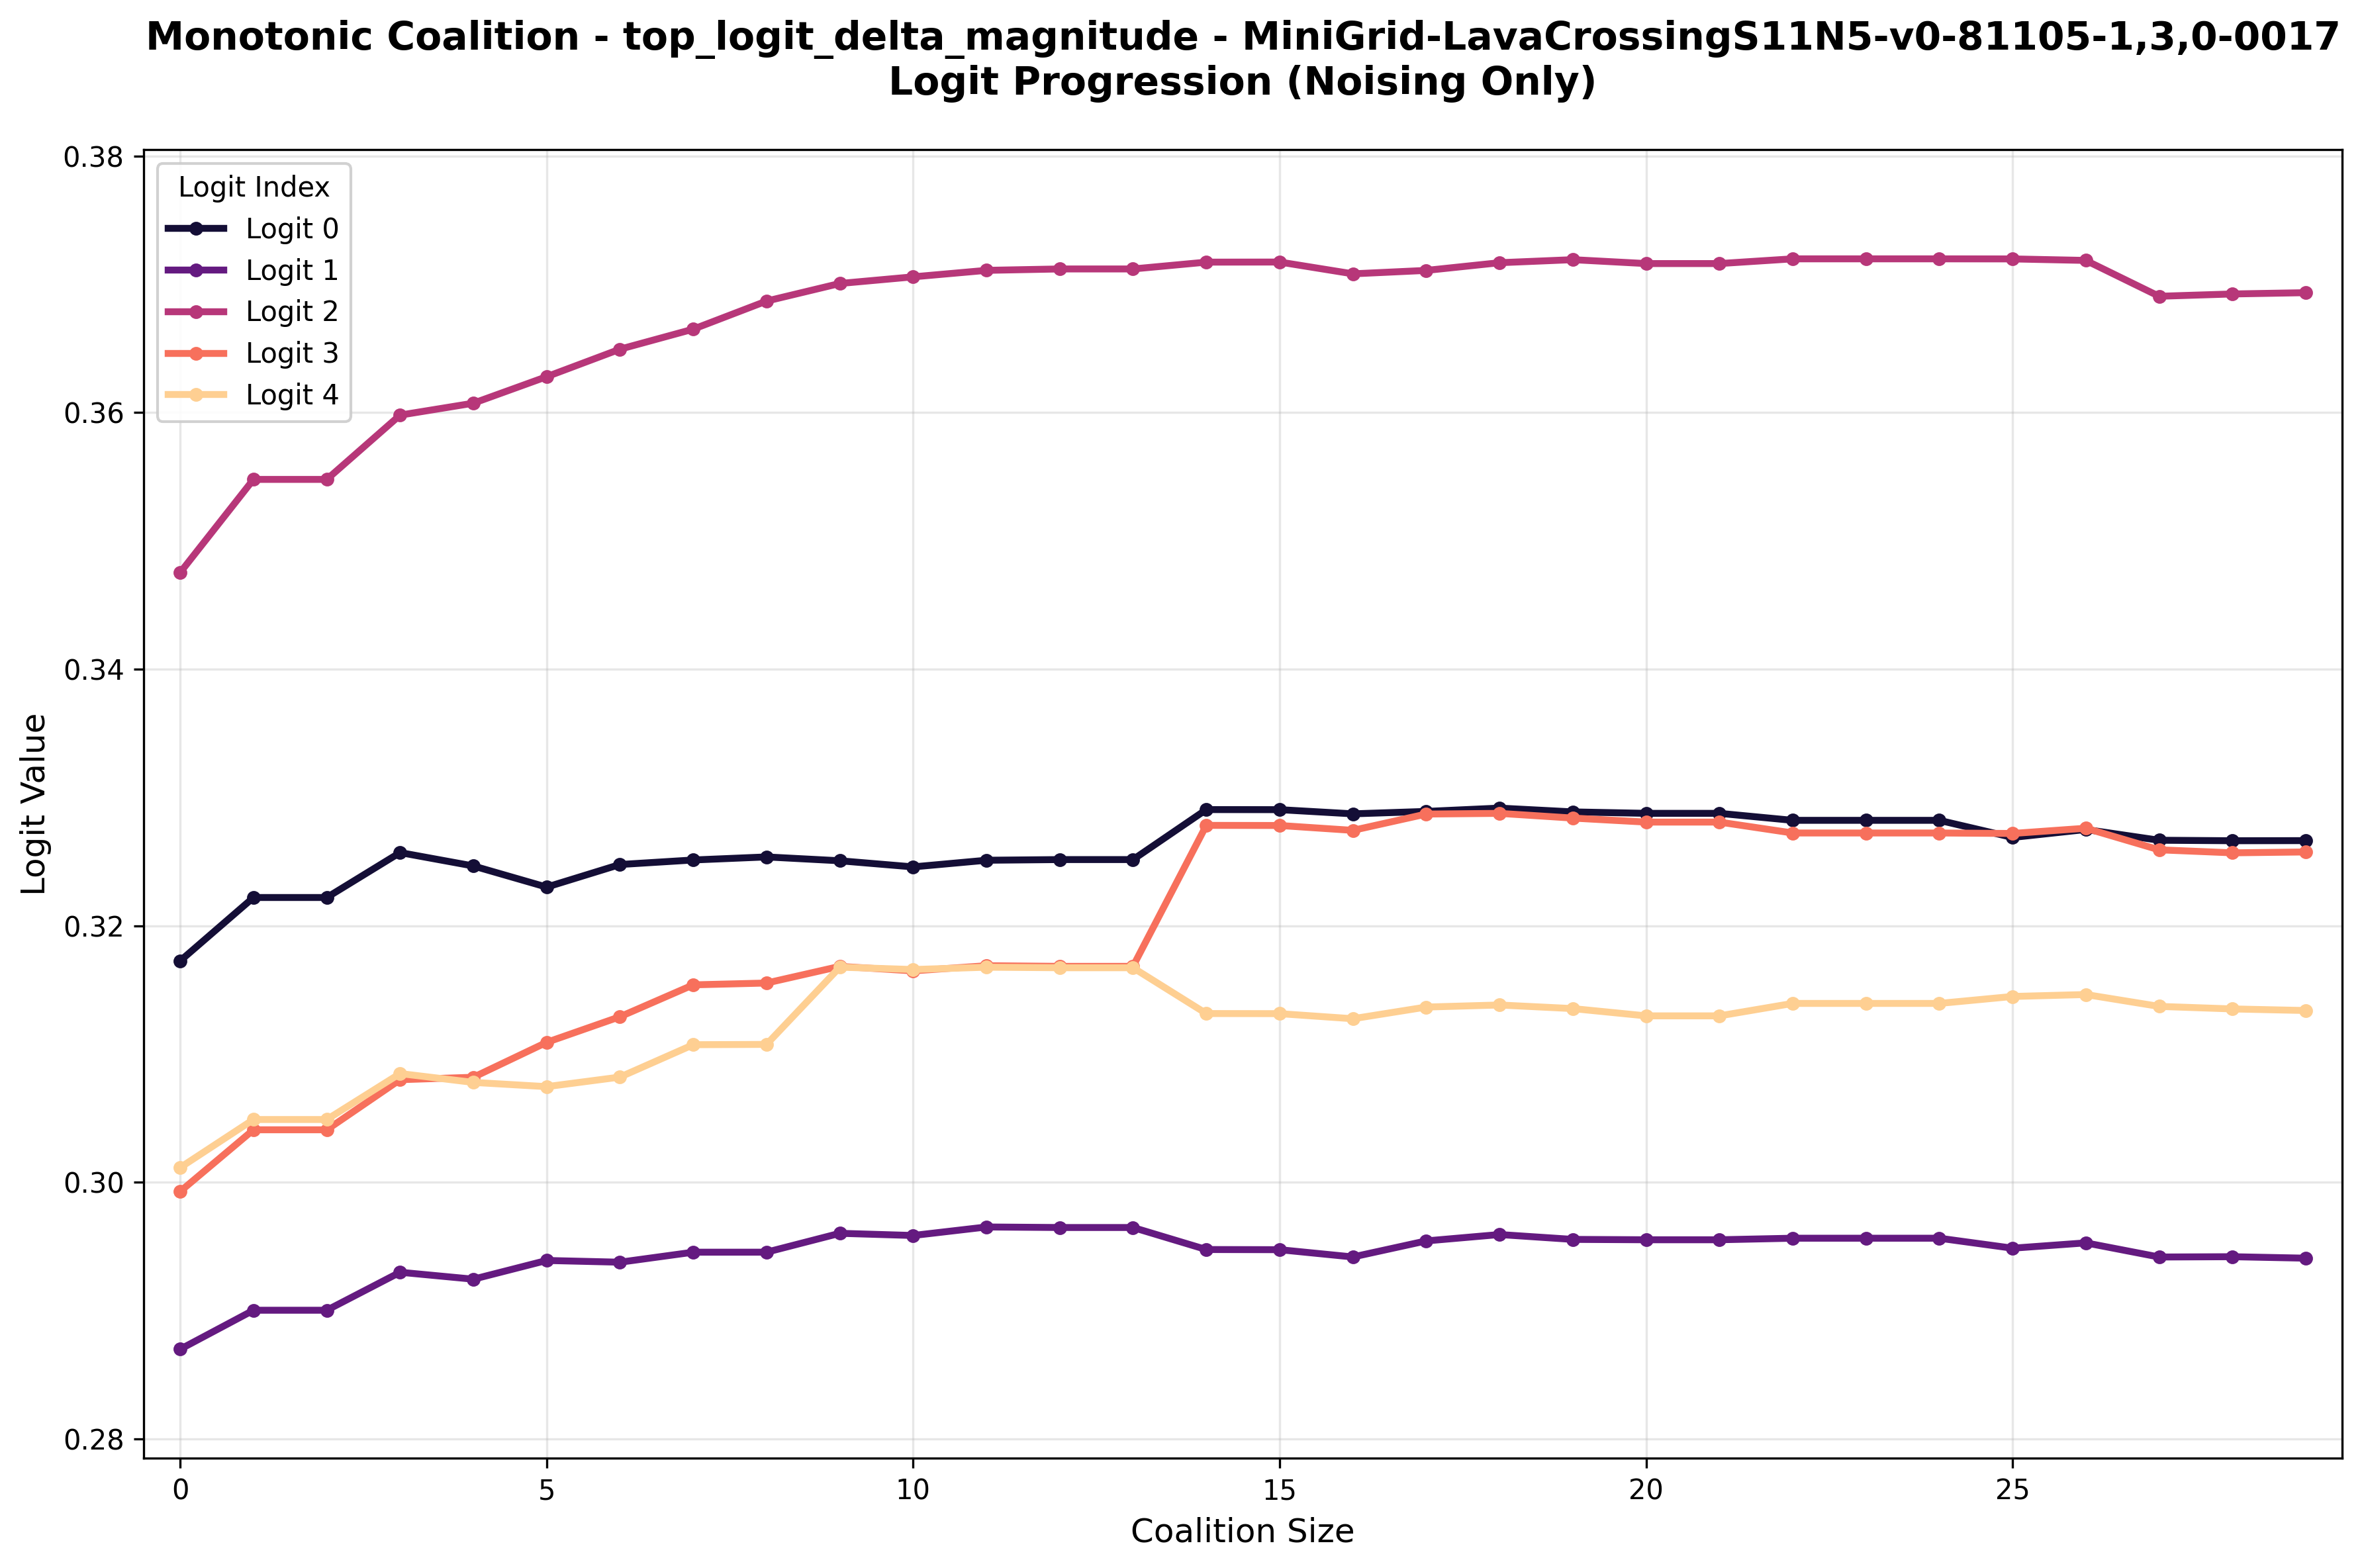 Monotonic Coalition - top_logit_delta_magnitude - MiniGrid-LavaCrossingS11N5-v0-81105-1,3,0-0017
Logit Progression (Noising Only)
Logit Index
Logit 0
Logit 1
Logit 2
Logit 3
Logit 4
Logit Value
0.38
0.36
0.34
0.32
0.30
0.28
0
5
10
15
20
25
Coalition Size